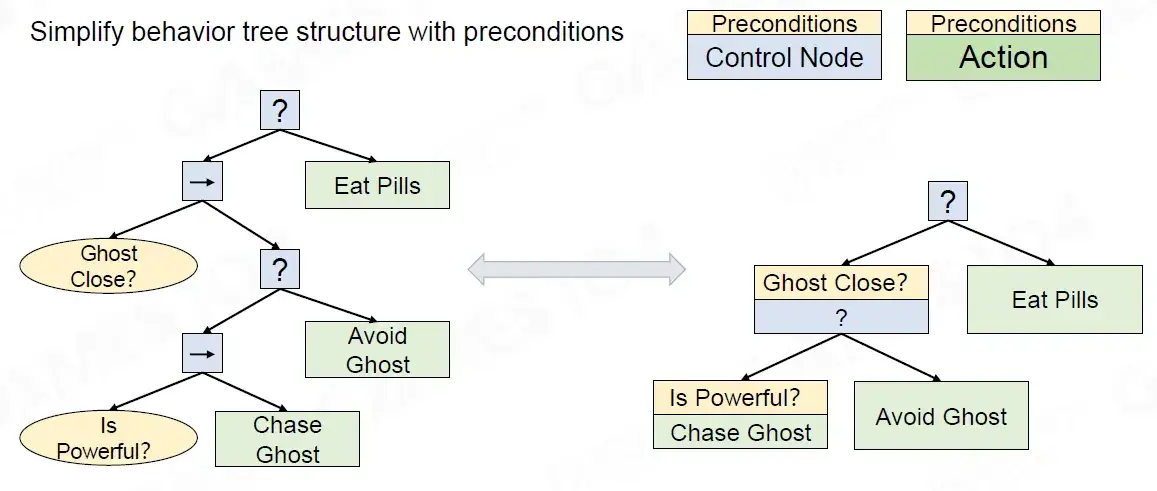 Simplify behavior tree structure with preconditions
Preconditions
Control Node
Preconditions
Action
?
→
Eat Pills
Ghost
Close?
?
→
Avoid
Ghost
Is
Powerful?
Chase
Ghost
?
Ghost Close?
?
Eat Pills
Is Powerful?
Chase Ghost
Avoid Ghost